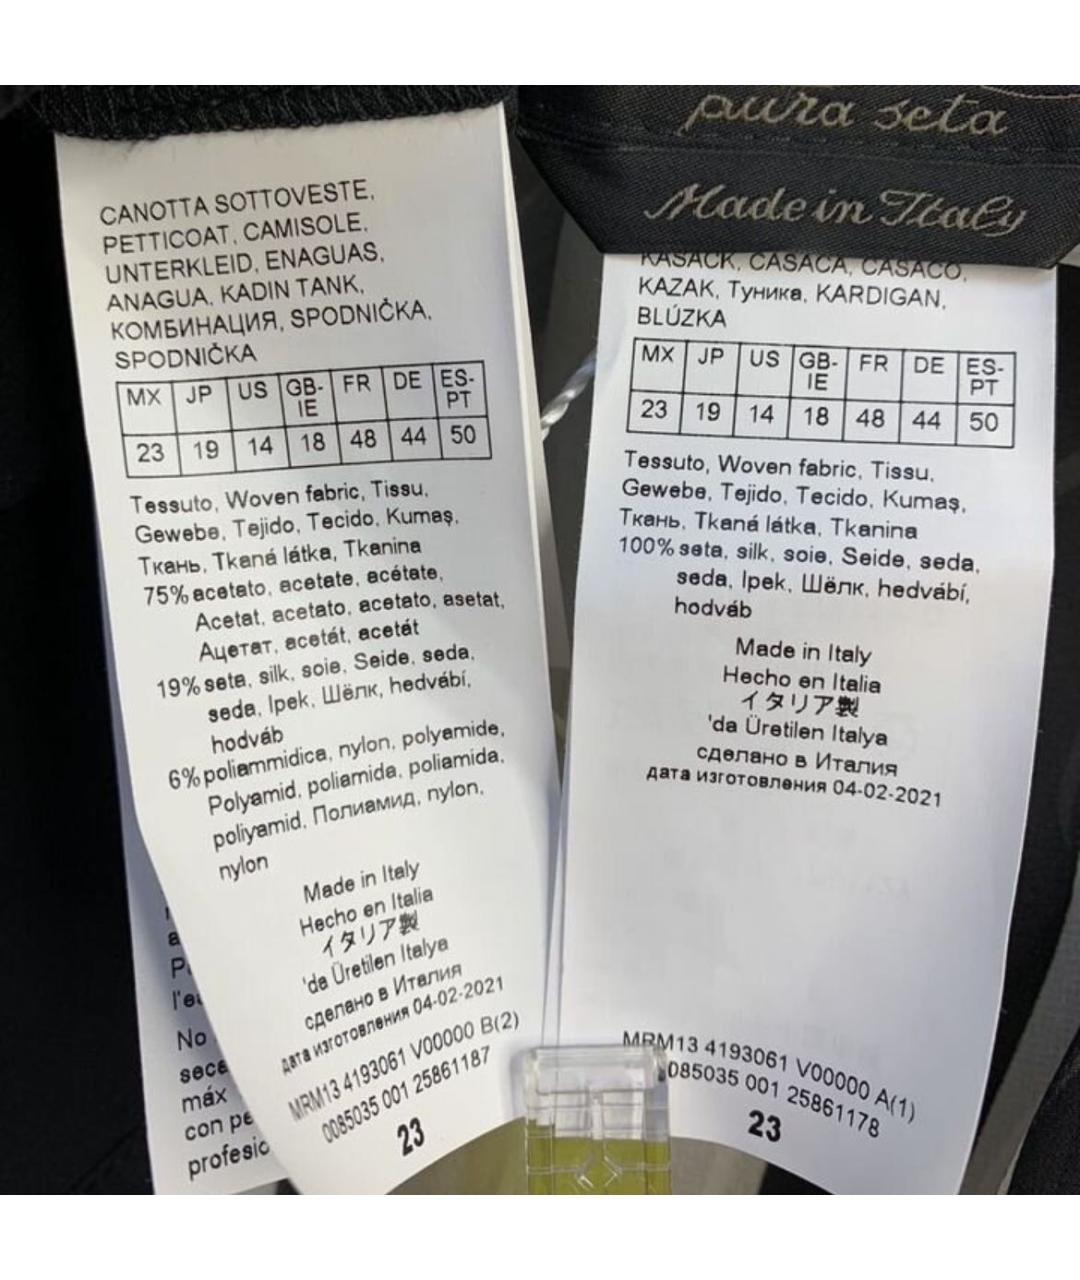 CANOTTA SOTTOVESTE,
PETTICOAT, CAMISOLE,
UNTERKLEID, ENAGUAS,
ANAGUA, KADIN TANK,
КОМБИНАЦИЯ, SPODNIČKA,
SPODNIČKA
MX JP US GB-IE FR DE ES-PT
23 19 14 18 48 44 50
Tessuto, Woven fabric, Tissu,
Gewebe, Tejido, Tecido, Kumaş,
Ткань, Tkaná látka, Tkanina
75% acetato, acetate, acétate,
Acetat, acetato, acetato, asetat,
Ацетат, acetát, acetát
19% seta, silk, soie, Seide, seda,
seda, Ipek, Шёлк, hedvábí,
hodváb
6% poliammidica, nylon, polyamide,
Polyamid, poliamida, poliamida,
poliyamid, Полиамид, nylon,
nylon
Made in Italy
Hecho en Italia
イタリア製
'da Üretilen Italya
сделано в Италия
дата изготовления 04-02-2021
MRM13 4193061 V00000 B(2)
0085035 001 25861187
23
No
máx
con
pura seta
Made in Italy
KASACK, CASACA, CASACO,
KAZAK, Туника, KARDIGAN,
BLÚZKA
MX JP US GB-IE FR DE ES-PT
23 19 14 18 48 44 50
Tessuto, Woven fabric, Tissu,
Gewebe, Tejido, Tecido, Kumaş,
Ткань, Tkaná látka, Tkanina
100% seta, silk, soie, Seide, seda,
seda, Ipek, Шёлк, hedvábí,
hodváb
Made in Italy
Hecho en Italia
イタリア製
'da Üretilen Italya
сделано в Италия
дата изготовления 04-02-2021
MRM13 4193061 V00000 A(1)
0085035 001 25861178
23